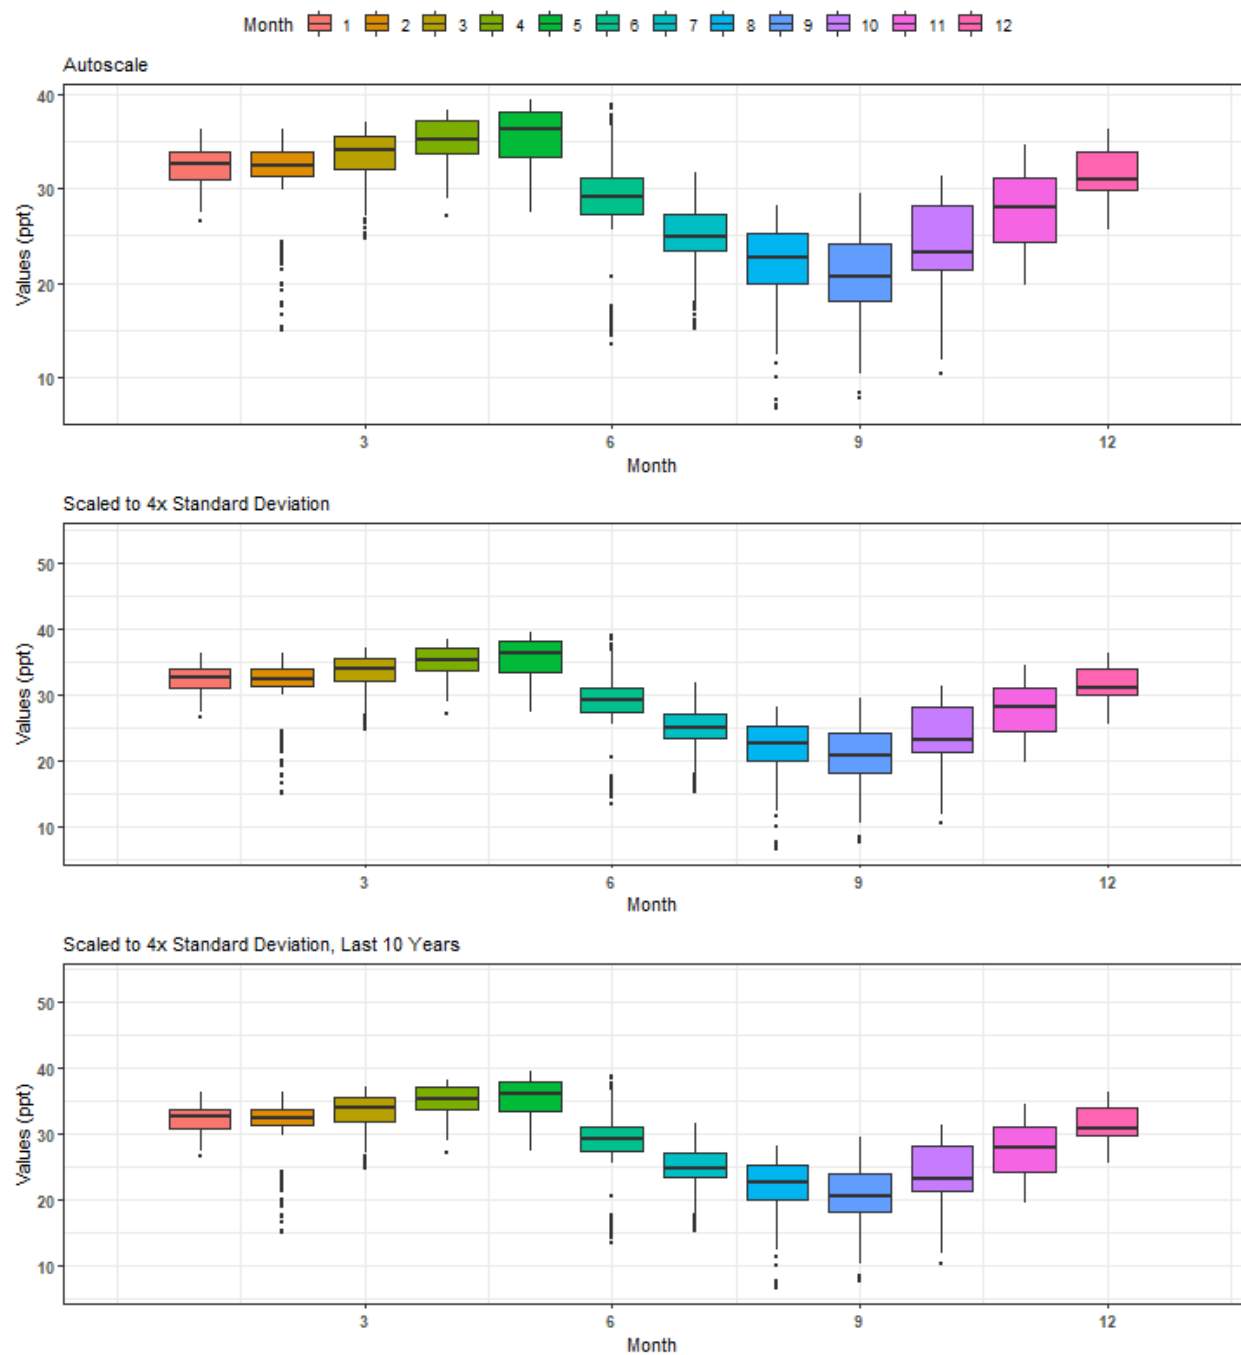 Month 1 2 3 4 5 6 7 8 9 10 11 12
Autoscale
Values (ppt)
40
30
20
10
3 6 9 12
Month
Scaled to 4x Standard Deviation
Values (ppt)
50
40
30
20
10
3 6 9 12
Month
Scaled to 4x Standard Deviation, Last 10 Years
Values (ppt)
50
40
30
20
10
3 6 9 12
Month